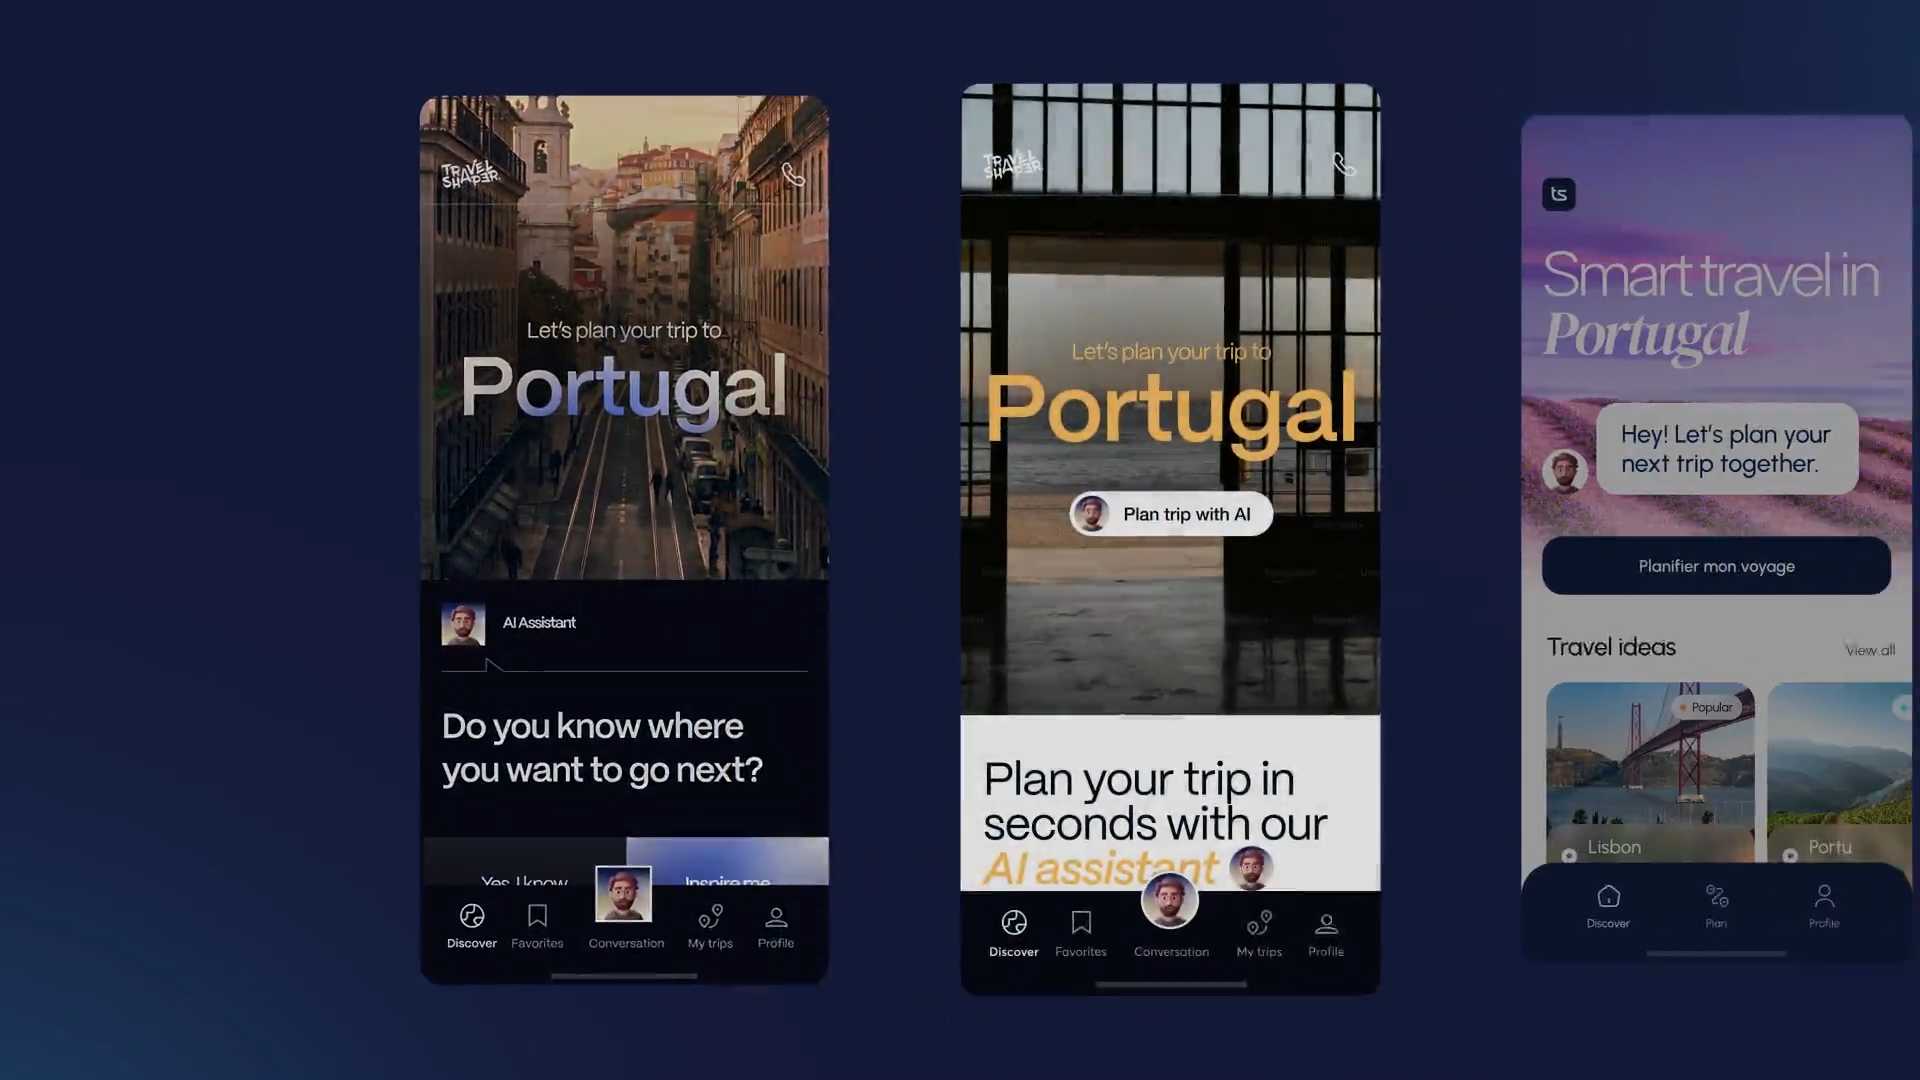 TRAVEL
SHAPER
Let's plan your trip to
Portugal
AI Assistant
Do you know where
you want to go next?
Yes, I know
Inspire me
Discover
Favorites
Conversation
My trips
Profile
TRAVEL
SHAPER
Let's plan your trip to
Portugal
Plan trip with AI
Plan your trip in
seconds with our
AI assistant
Discover
Favorites
Conversation
My trips
Profile
ts
Smart travel in
Portugal
Hey! Let's plan your
next trip together.
Planifier mon voyage
Travel ideas
View all
Popular
Lisbon
Portu
Discover
Plan
Profile